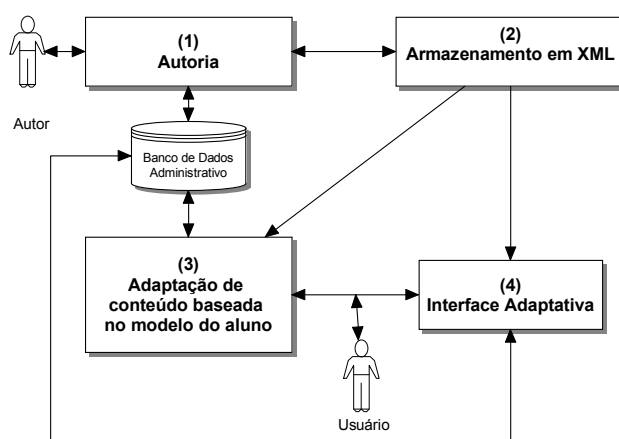 (1)
Autoria
(2)
Armazenamento em XML
Autor
Banco de Dados
Administrativo
(3)
Adaptação de
conteúdo baseada
no modelo do aluno
(4)
Interface Adaptativa
Usuário